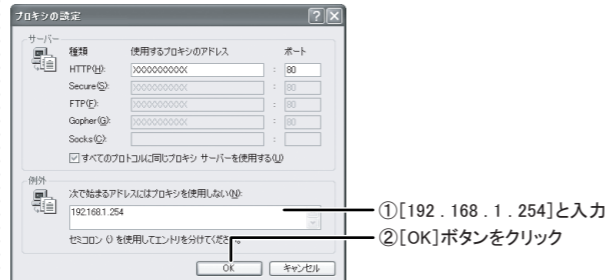 プロキシの設定
サーバー
種類 使用するプロキシのアドレス ポート
HTTP(H): XXXXXXXXXX : 80
Secure(S): XXXXXXXXXX : 80
FTP(F): XXXXXXXXXX : 80
Gopher(G): XXXXXXXXXX : 80
Socks(C): :
すべてのプロトコルに同じプロキシ サーバーを使用する(U)
例外
次で始まるアドレスにはプロキシを使用しない(N):
192.168.1.254
①[192．168．1．254]と入力
セミコロン (;) を使用してエントリを分けてください。
②[OK]ボタンをクリック
OK キャンセル